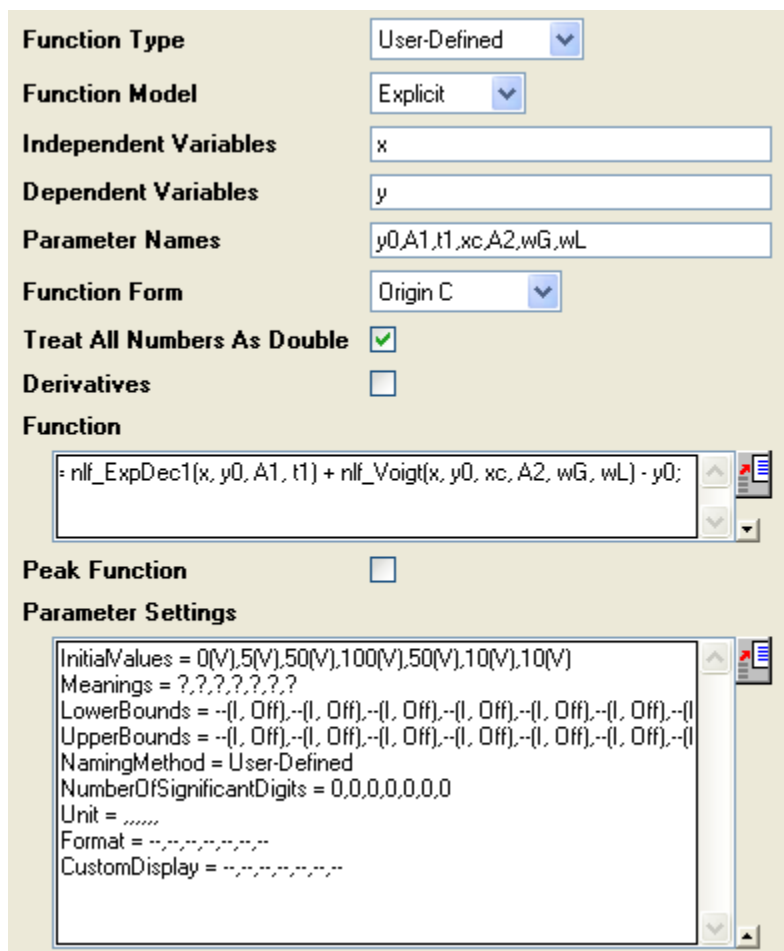 Function Type User-Defined
Function Model Explicit
Independent Variables x
Dependent Variables y
Parameter Names y0,A1,t1,xc,A2,wG,wL
Function Form Origin C
Treat All Numbers As Double
Derivatives
Function
= nlf_ExpDec1(x, y0, A1, t1) + nlf_Voigt(x, y0, xc, A2, wG, wL) - y0;
Peak Function
Parameter Settings
InitialValues = 0(V),5(V),50(V),100(V),50(V),10(V),10(V)
Meanings = ?,?,?,?,?,?,?
LowerBounds = --(I, Off),--(I, Off),--(I, Off),--(I, Off),--(I, Off),--(I, Off),--(I
UpperBounds = --(I, Off),--(I, Off),--(I, Off),--(I, Off),--(I, Off),--(I, Off),--(I
NamingMethod = User-Defined
NumberOfSignificantDigits = 0,0,0,0,0,0,0
Unit = ,,,,,,
Format = --,--,--,--,--,--,--
CustomDisplay = --,--,--,--,--,--,--